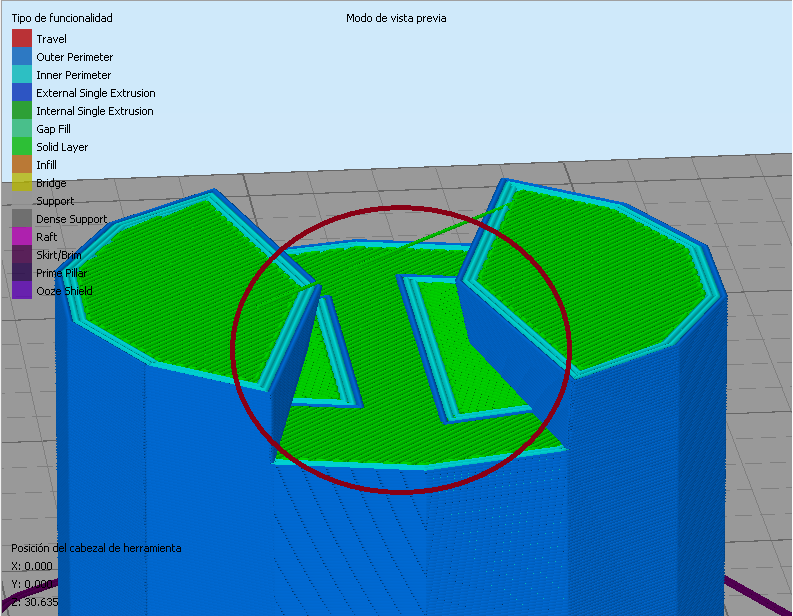 Tipo de funcionalidad
Modo de vista previa
Travel
Outer Perimeter
Inner Perimeter
External Single Extrusion
Internal Single Extrusion
Gap Fill
Solid Layer
Infill
Bridge
Support
Dense Support
Raft
Skirt/Brim
Prime Pillar
Ooze Shield
Posición del cabezal de herramienta
X: 0.000
Y: 0.000
Z: 30.635